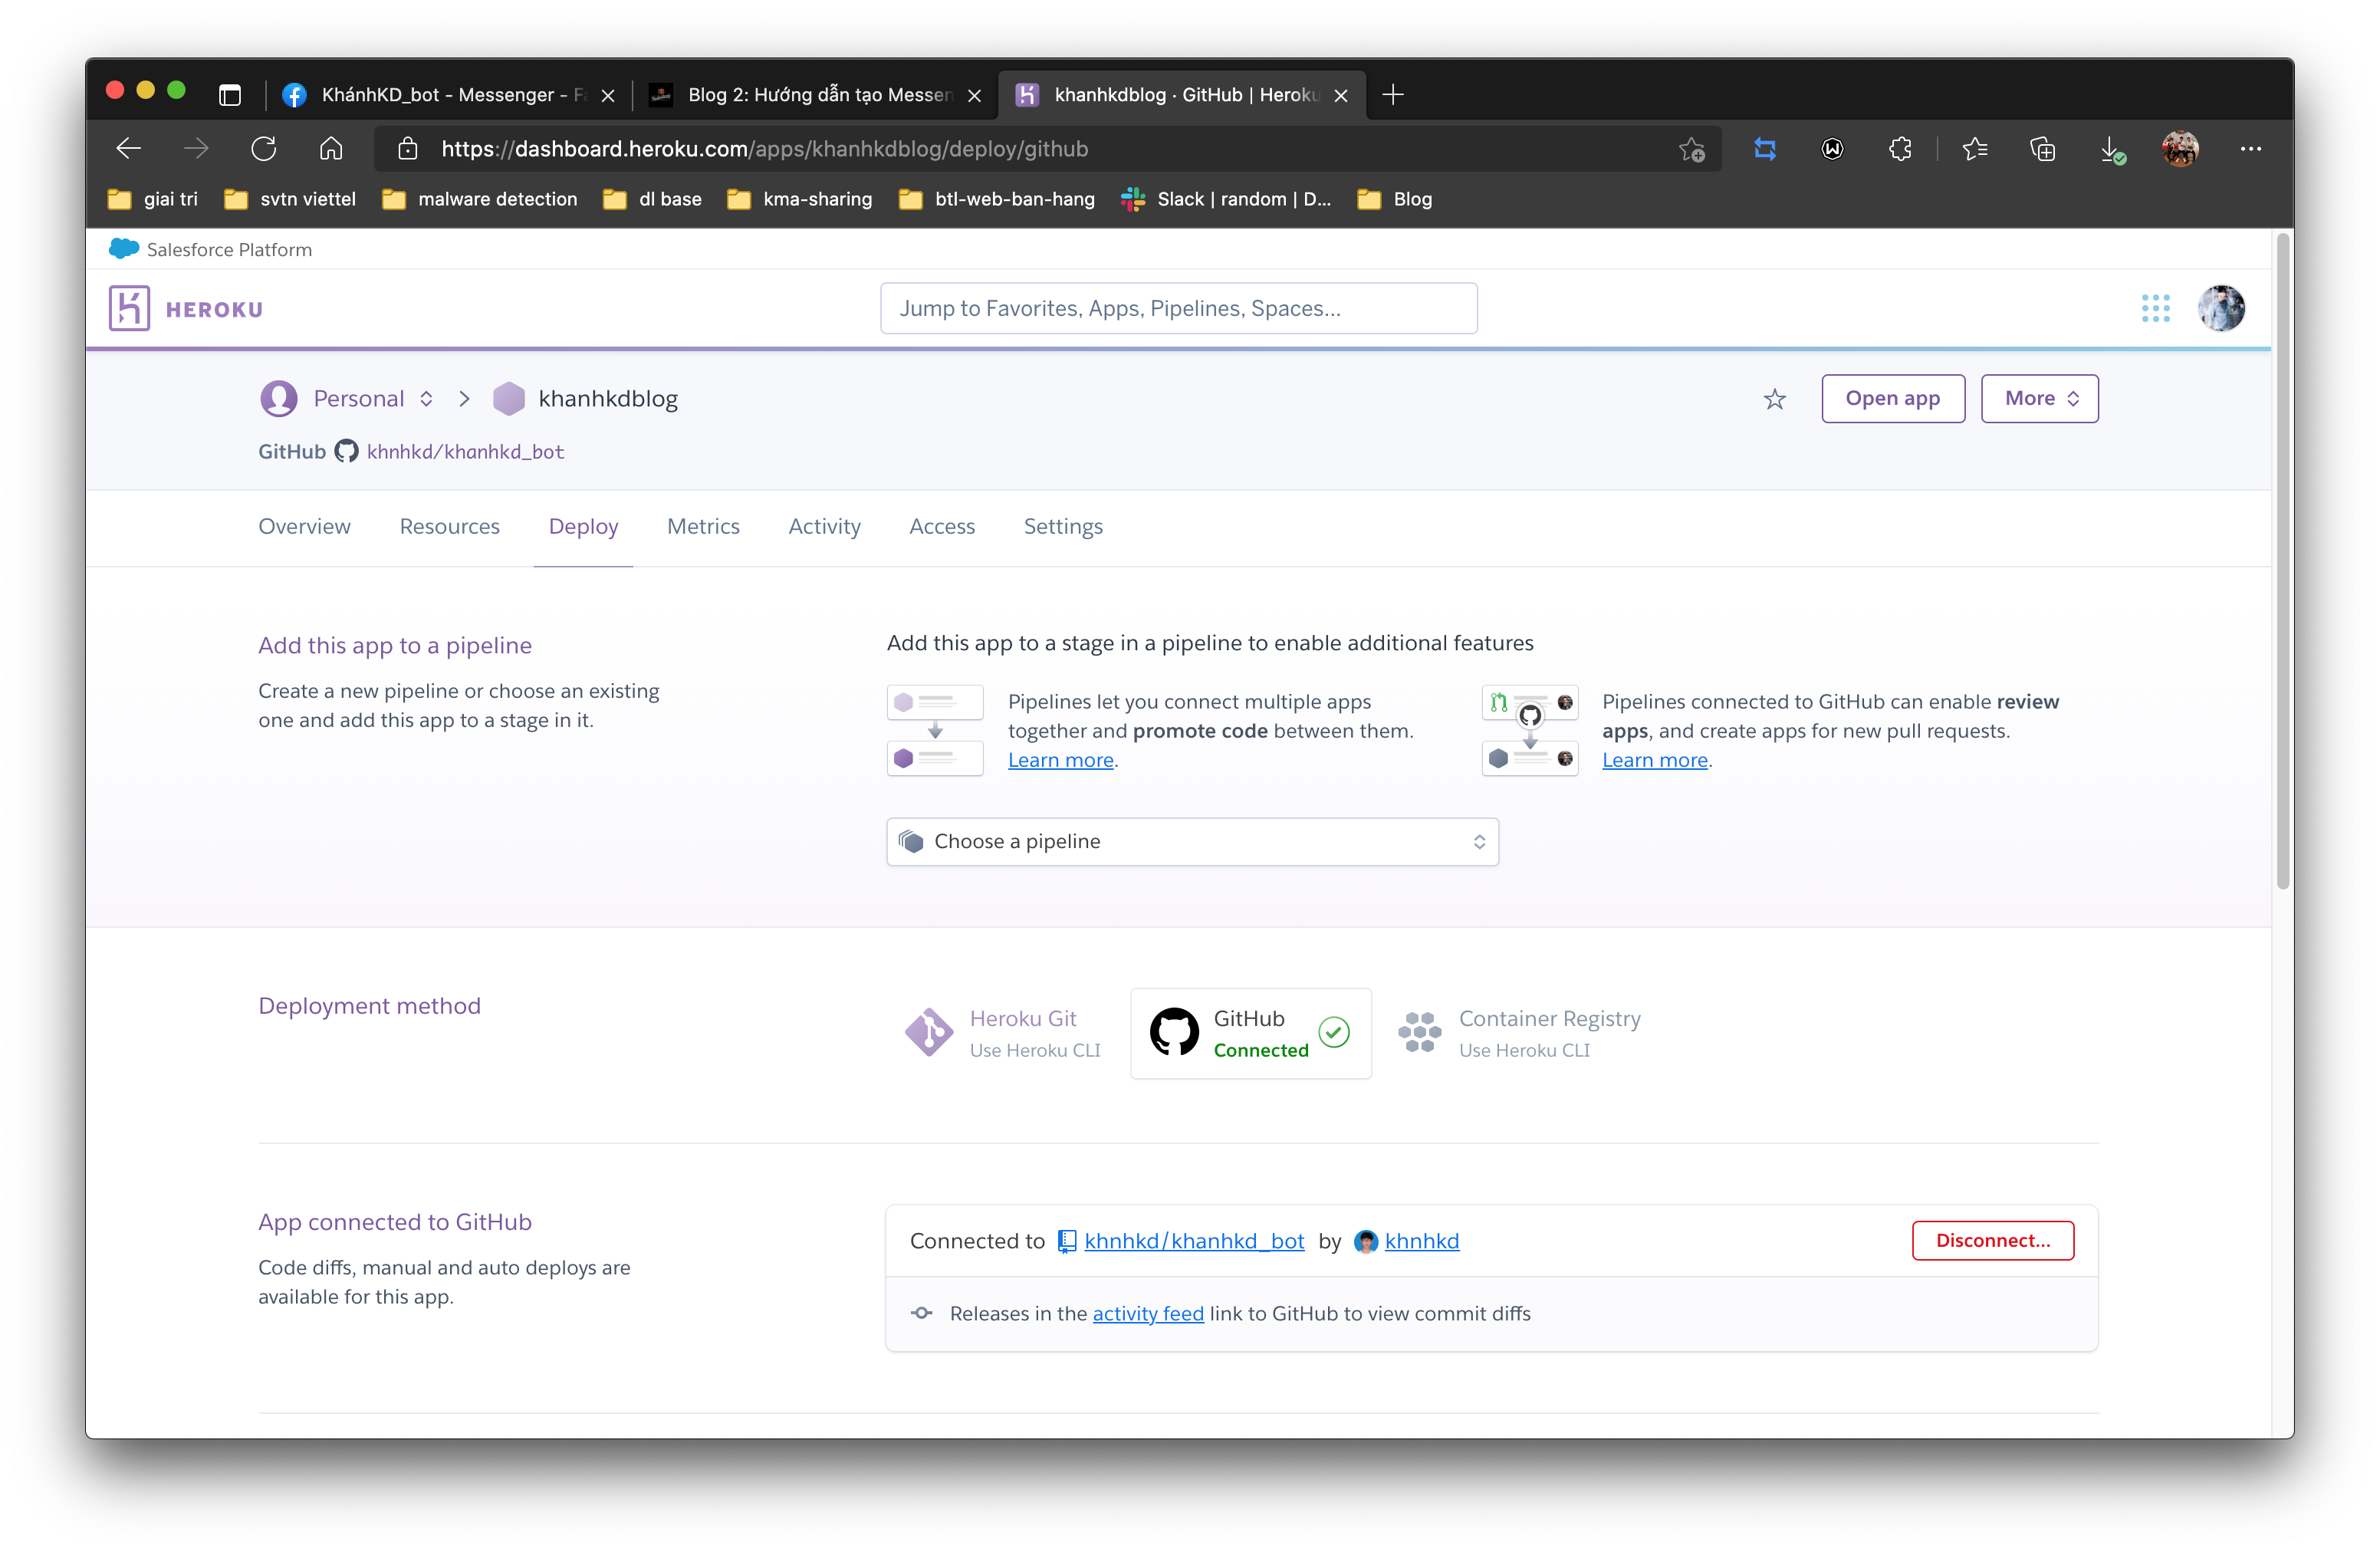 KhánhKD_bot - Messenger - F
Blog 2: Hướng dẫn tạo Messen
khanhkdblog · GitHub | Heroku
https://dashboard.heroku.com/apps/khanhkdblog/deploy/github
giai tri
svtn viettel
malware detection
dl base
kma-sharing
btl-web-ban-hang
Slack | random | D...
Blog
Salesforce Platform
HEROKU
Jump to Favorites, Apps, Pipelines, Spaces...
Personal
khanhkdblog
Open app
More
GitHub khnhkd/khanhkd_bot
Overview
Resources
Deploy
Metrics
Activity
Access
Settings
Add this app to a pipeline
Create a new pipeline or choose an existing
one and add this app to a stage in it.
Add this app to a stage in a pipeline to enable additional features
Pipelines let you connect multiple apps
together and promote code between them.
Learn more.
Pipelines connected to GitHub can enable review
apps, and create apps for new pull requests.
Learn more.
Choose a pipeline
Deployment method
Heroku Git
Use Heroku CLI
GitHub
Connected
Container Registry
Use Heroku CLI
App connected to GitHub
Code diffs, manual and auto deploys are
available for this app.
Connected to khnhkd/khanhkd_bot by khnhkd
Disconnect...
Releases in the activity feed link to GitHub to view commit diffs